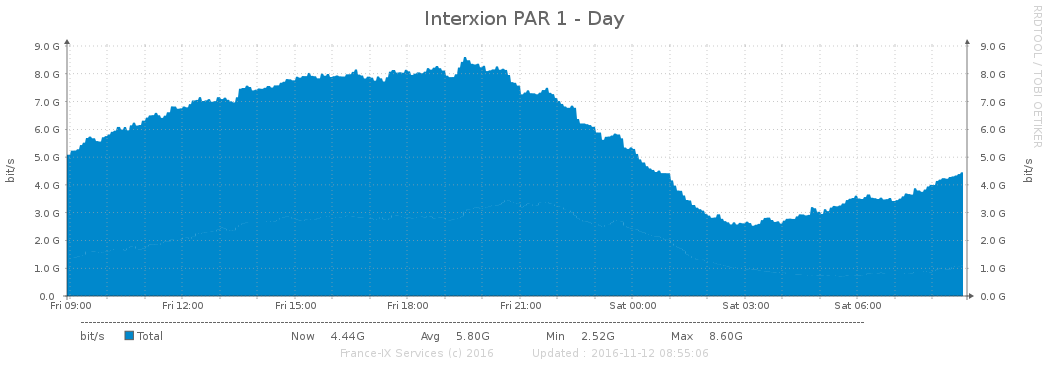 Interxion PAR 1 - Day
RRDTOOL / TOBI OETIKER
9.0 G 9.0 G
8.0 G 8.0 G
7.0 G 7.0 G
6.0 G 6.0 G
5.0 G 5.0 G
4.0 G 4.0 G
3.0 G 3.0 G
2.0 G 2.0 G
1.0 G 1.0 G
0.0 0.0 G
bit/s
bit/s
Fri 09:00 Fri 12:00 Fri 15:00 Fri 18:00 Fri 21:00 Sat 00:00 Sat 03:00 Sat 06:00
bit/s Total Now 4.44G Avg 5.80G Min 2.52G Max 8.60G
France-IX Services (c) 2016 Updated : 2016-11-12 08:55:06